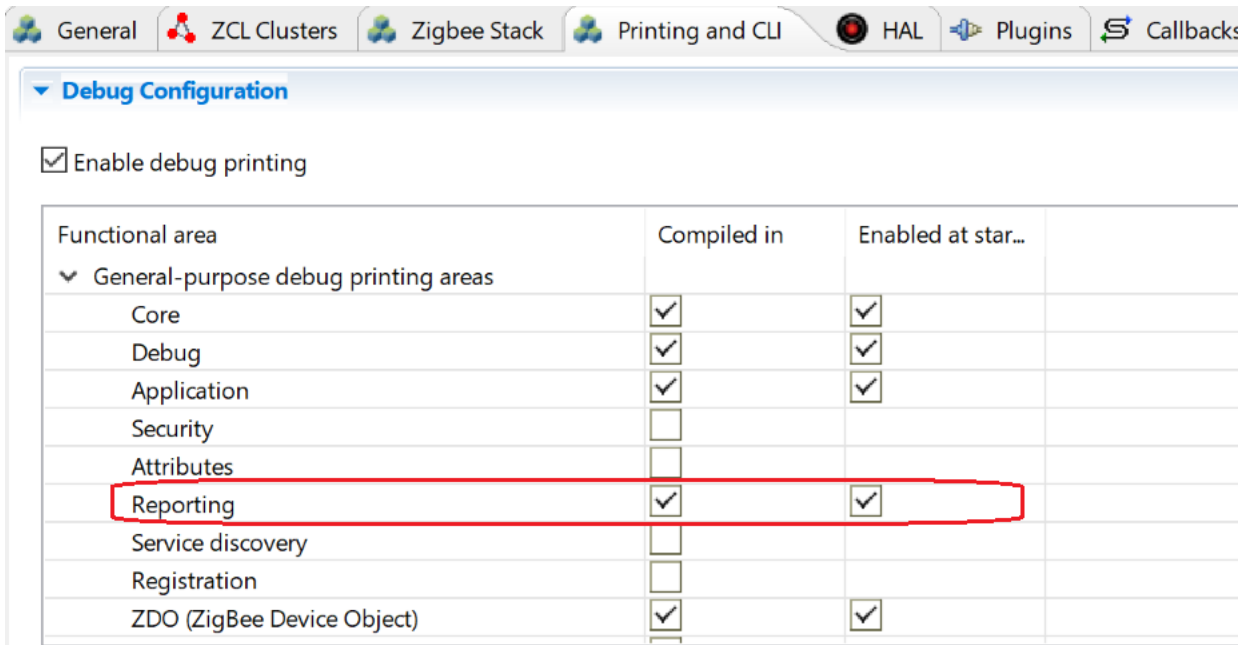 General ZCL Clusters Zigbee Stack Printing and CLI HAL Plugins Callbacks
Debug Configuration
Enable debug printing
Functional area Compiled in Enabled at star...
General-purpose debug printing areas
Core
Debug
Application
Security
Attributes
Reporting
Service discovery
Registration
ZDO (ZigBee Device Object)